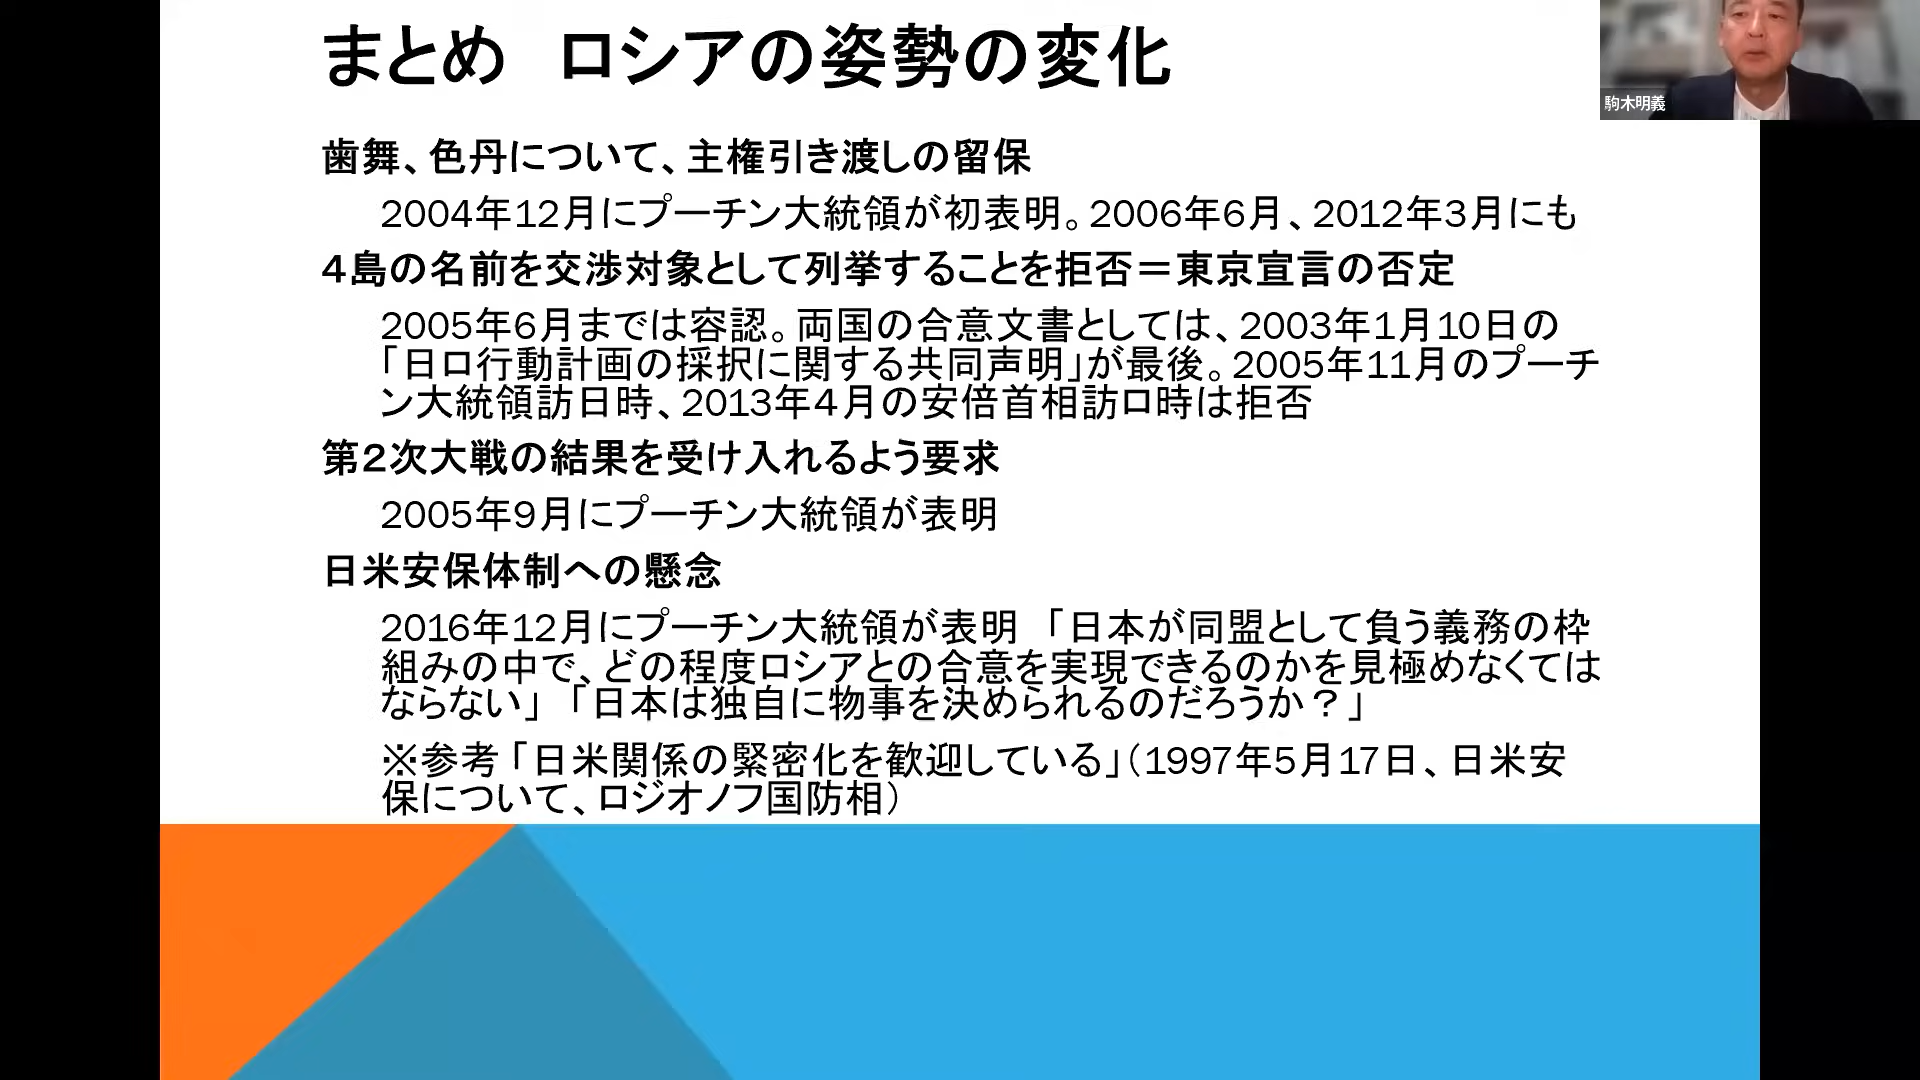 まとめ　ロシアの姿勢の変化
駒木明義
歯舞、色丹について、主権引き渡しの留保
2004年12月にプーチン大統領が初表明。2006年6月、2012年3月にも
４島の名前を交渉対象として列挙することを拒否＝東京宣言の否定
2005年6月までは容認。両国の合意文書としては、2003年1月10日の
「日ロ行動計画の採択に関する共同声明」が最後。2005年11月のプーチ
ン大統領訪日時、2013年４月の安倍首相訪ロ時は拒否
第２次大戦の結果を受け入れるよう要求
2005年9月にプーチン大統領が表明
日米安保体制への懸念
2016年12月にプーチン大統領が表明　「日本が同盟として負う義務の枠
組みの中で、どの程度ロシアとの合意を実現できるのかを見極めなくては
ならない」　「日本は独自に物事を決められるのだろうか？」
※参考「日米関係の緊密化を歓迎している」（1997年5月17日、日米安
保について、ロジオノフ国防相）